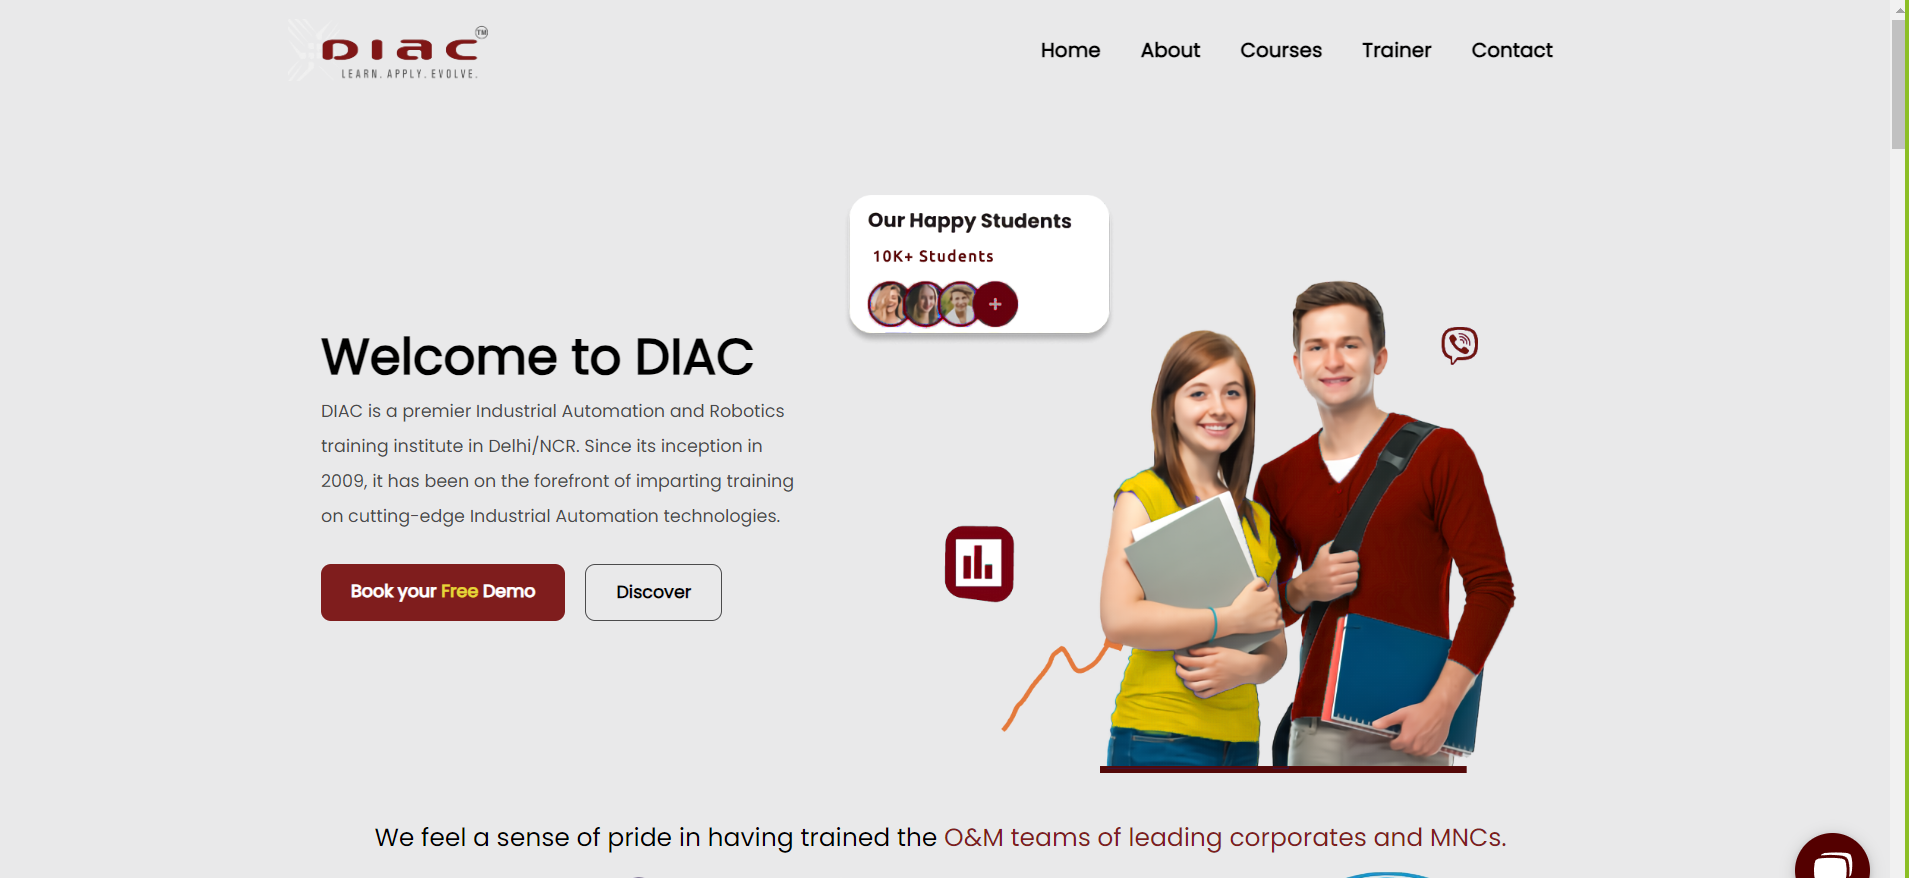 DIAC TM
LEARN. APPLY. EVOLVE.
Home About Courses Trainer Contact
Our Happy Students
10K+ Students
+
Welcome to DIAC
DIAC is a premier Industrial Automation and Robotics
training institute in Delhi/NCR. Since its inception in
2009, it has been on the forefront of imparting training
on cutting-edge Industrial Automation technologies.
Book your Free Demo
Discover
We feel a sense of pride in having trained the O&M teams of leading corporates and MNCs.